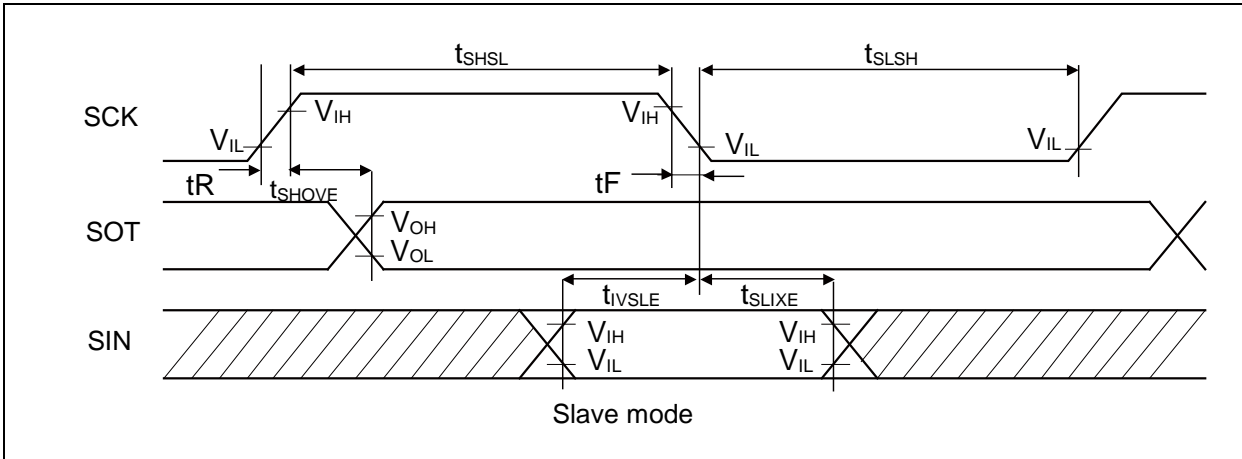 tSHSL
tSLSH
SCK
VIH
VIH
VIL
VIL
VIL
tR
tSHOVE
tF
SOT
VOH
VOL
tIVSLE
tSLIXE
SIN
VIH
VIH
VIL
VIL
Slave mode